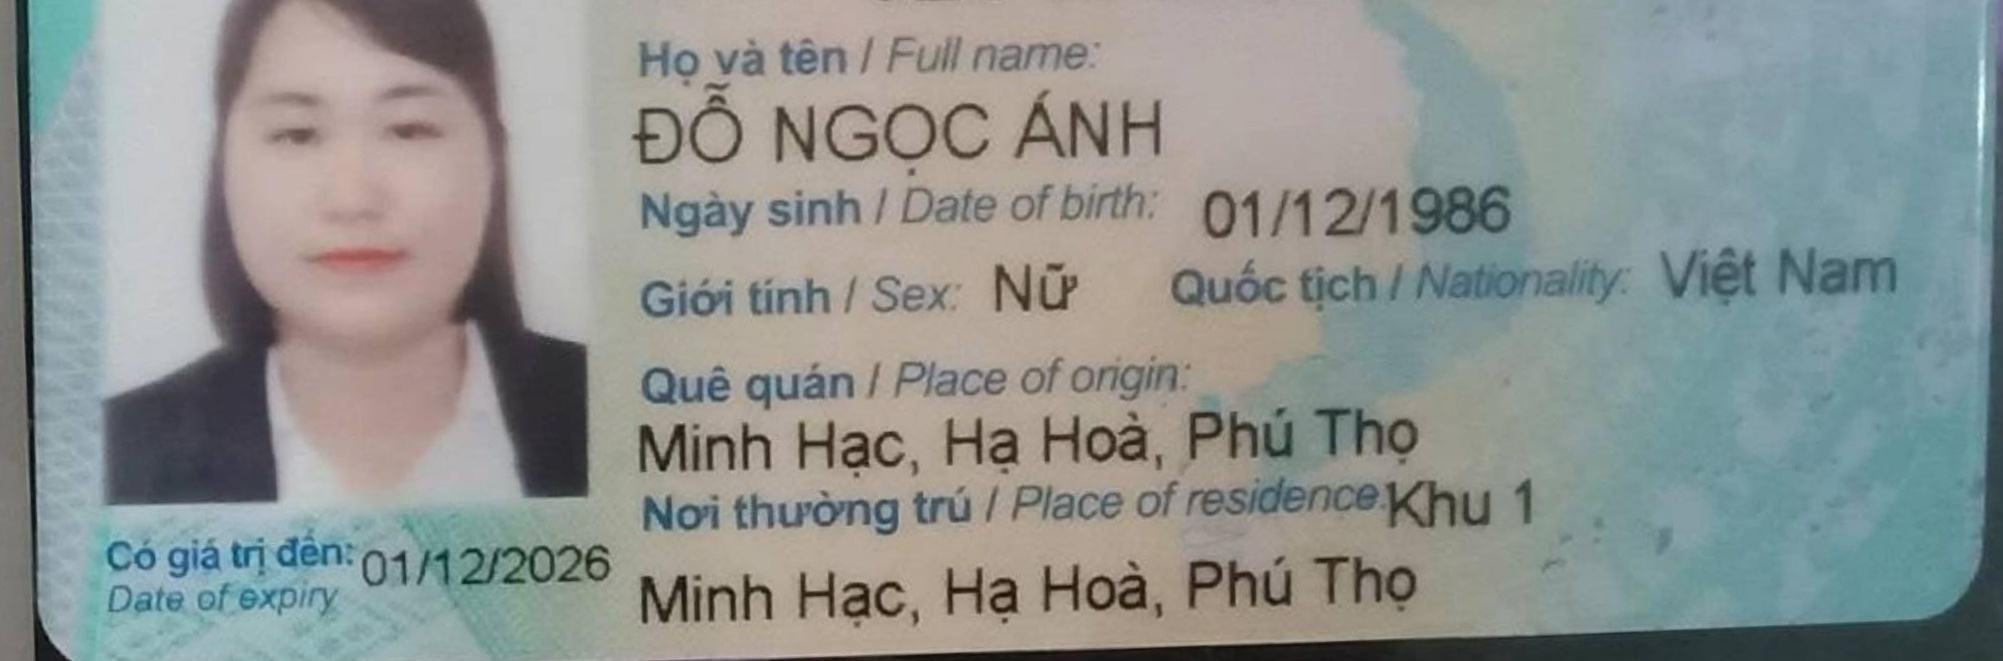 Họ và tên / Full name:
ĐỖ NGỌC ÁNH
Ngày sinh / Date of birth: 01/12/1986
Giới tính / Sex: Nữ Quốc tịch / Nationality: Việt Nam
Quê quán / Place of origin:
Minh Hạc, Hạ Hoà, Phú Thọ
Nơi thường trú / Place of residence: Khu 1
Minh Hạc, Hạ Hoà, Phú Thọ
Có giá trị đến: 01/12/2026
Date of expiry